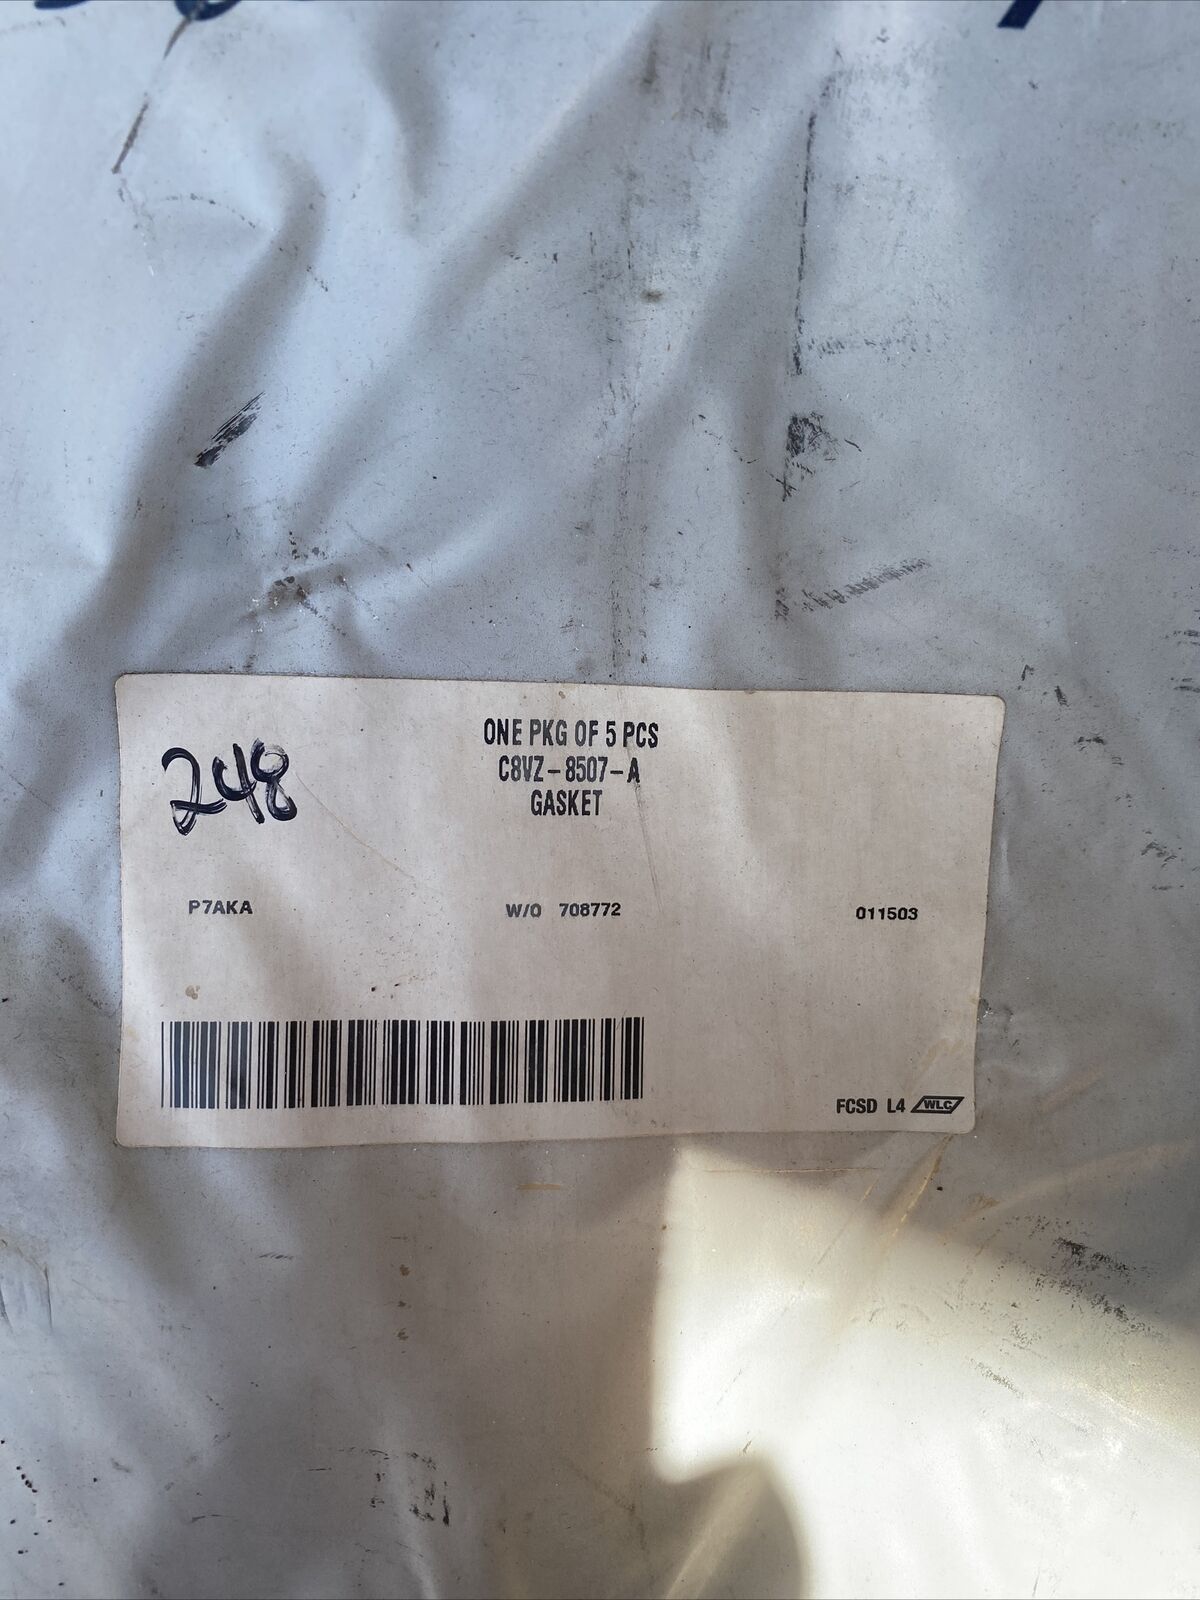 ONE PKG OF 5 PCS
C8VZ-8507-A
GASKET
248
P7AKA W/O 708772 011503
FCSD L4 WLC